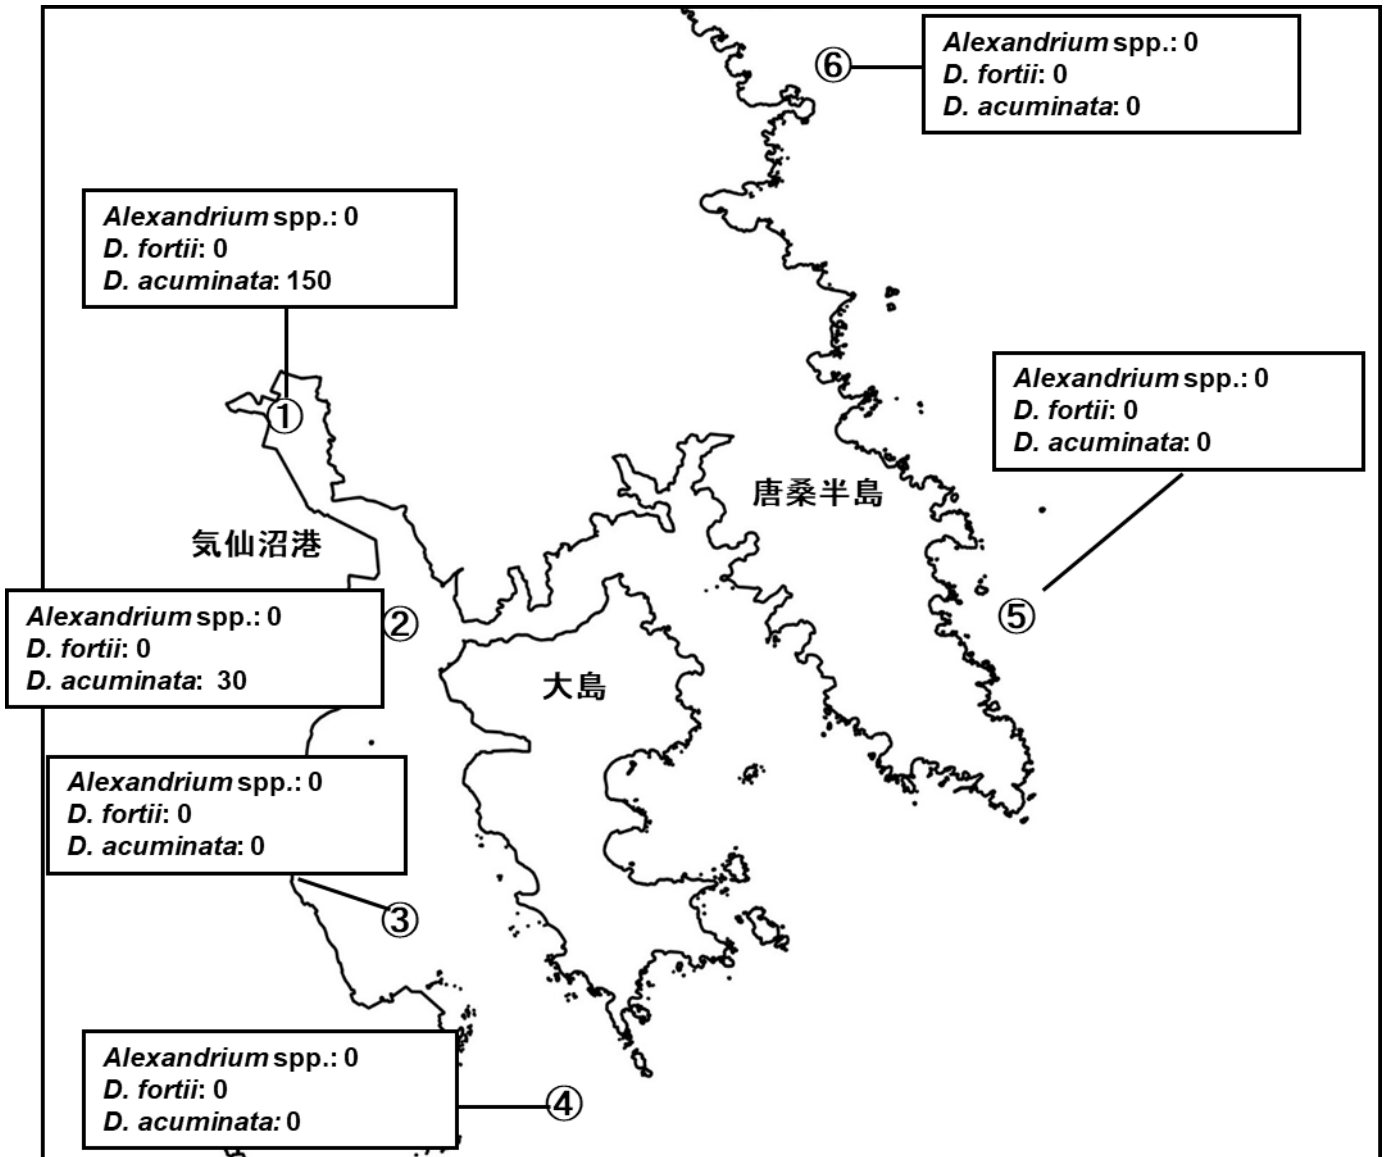 Alexandrium spp.: 0
D. fortii: 0
D. acuminata: 0
⑥
Alexandrium spp.: 0
D. fortii: 0
D. acuminata: 150
①
Alexandrium spp.: 0
D. fortii: 0
D. acuminata: 0
⑤
唐桑半島
気仙沼港
Alexandrium spp.: 0
D. fortii: 0
D. acuminata: 30
②
大島
Alexandrium spp.: 0
D. fortii: 0
D. acuminata: 0
③
Alexandrium spp.: 0
D. fortii: 0
D. acuminata: 0
④